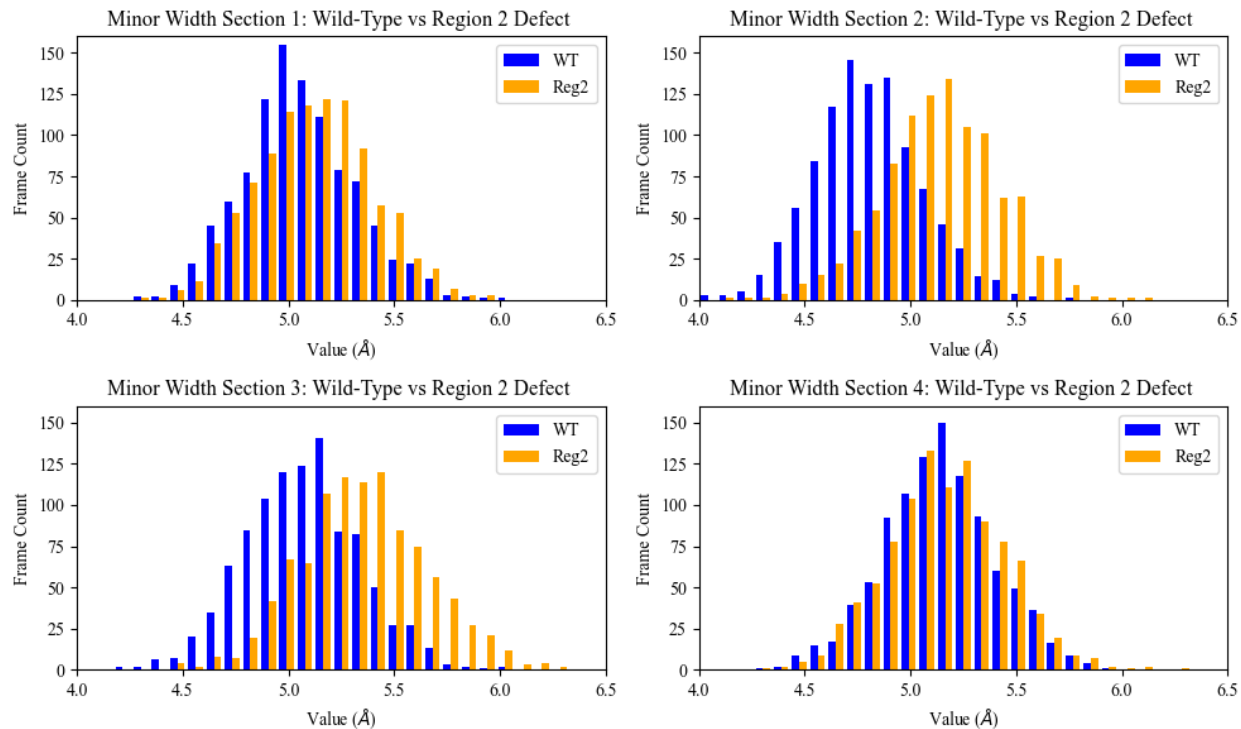 Minor Width Section 1: Wild-Type vs Region 2 Defect
150
125
100
75
50
25
0
Frame Count
WT
Reg2
4.0 4.5 5.0 5.5 6.0 6.5
Value (Å)
Minor Width Section 2: Wild-Type vs Region 2 Defect
150
125
100
75
50
25
0
Frame Count
WT
Reg2
4.0 4.5 5.0 5.5 6.0 6.5
Value (Å)
Minor Width Section 3: Wild-Type vs Region 2 Defect
150
125
100
75
50
25
0
Frame Count
WT
Reg2
4.0 4.5 5.0 5.5 6.0 6.5
Value (Å)
Minor Width Section 4: Wild-Type vs Region 2 Defect
150
125
100
75
50
25
0
Frame Count
WT
Reg2
4.0 4.5 5.0 5.5 6.0 6.5
Value (Å)